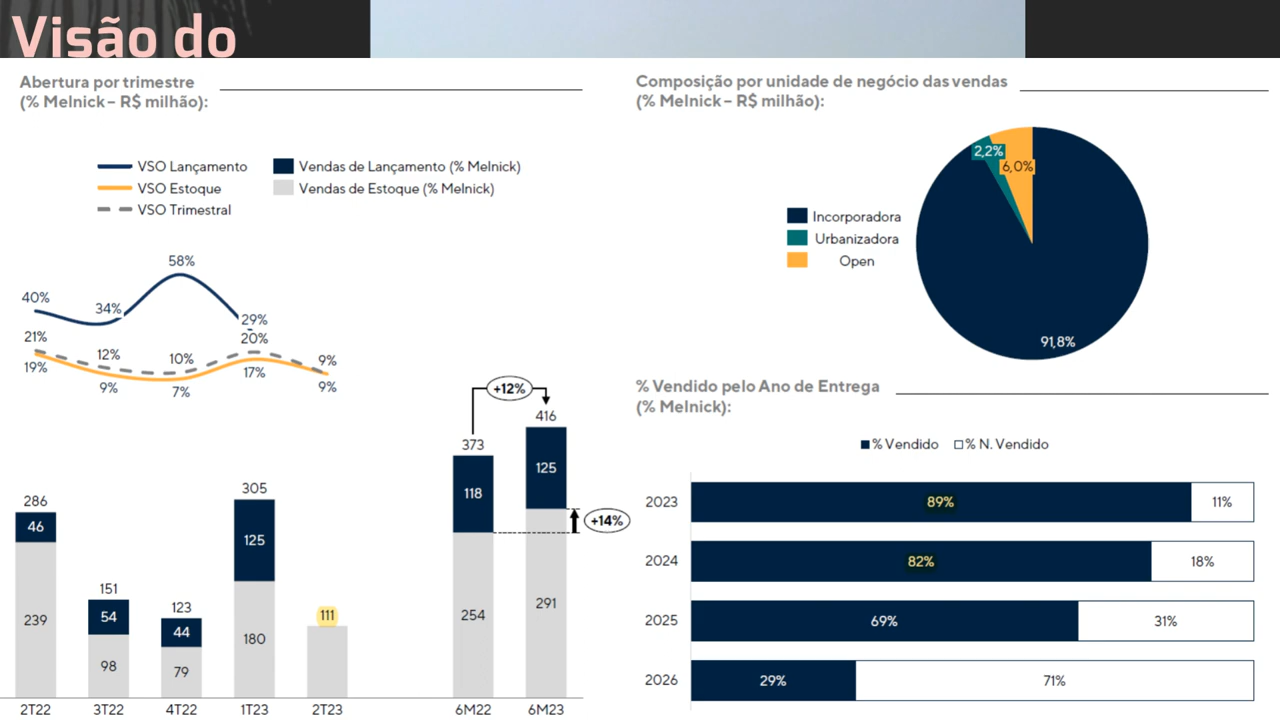 Visão do
Abertura por trimestre
(% Melnick – R$ milhão):
VSO Lançamento
VSO Estoque
VSO Trimestral
Vendas de Lançamento (% Melnick)
Vendas de Estoque (% Melnick)
40%
34%
58%
29%
21%
12%
10%
20%
9%
19%
9%
7%
17%
9%
286
46
239
151
54
98
123
44
79
305
125
180
111
+12%
373
118
254
416
125
291
+14%
2T22
3T22
4T22
1T23
2T23
6M22
6M23
Composição por unidade de negócio das vendas
(% Melnick – R$ milhão):
Incorporadora
Urbanizadora
Open
2,2%
6,0%
91,8%
% Vendido pelo Ano de Entrega
(% Melnick):
% Vendido
% N. Vendido
2023 89% 11%
2024 82% 18%
2025 69% 31%
2026 29% 71%